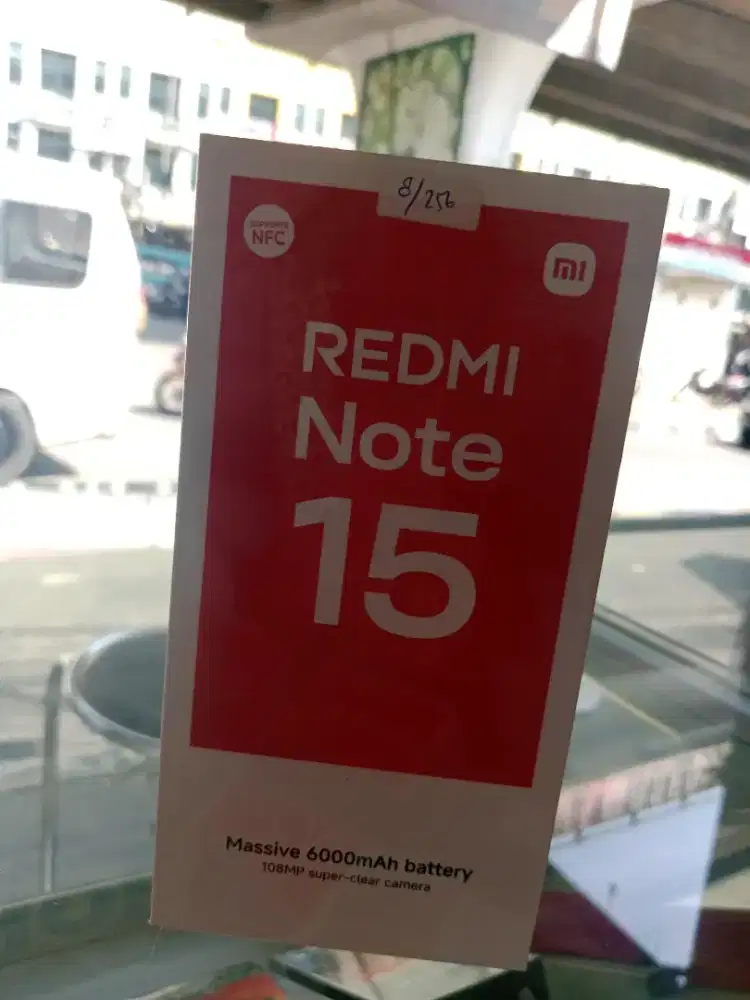 8/256
SUPPORTS
NFC
mi
REDMI
Note
15
Massive 6000mAh battery
108MP super-clear camera